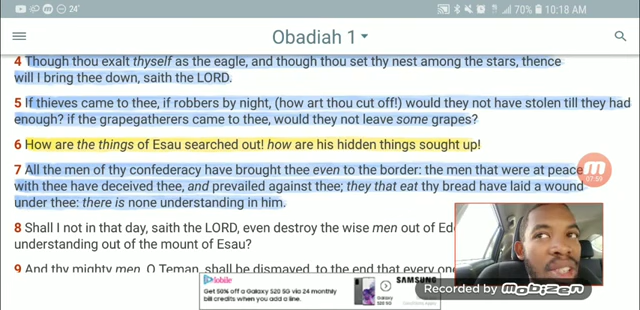 24°
70% 10:18 AM
Obadiah 1
4 Though thou exalt thyself as the eagle, and though thou set thy nest among the stars, thence
will I bring thee down, saith the LORD.
5 If thieves came to thee, if robbers by night, (how art thou cut off!) would they not have stolen till they had
enough? if the grapegatherers came to thee, would they not leave some grapes?
6 How are the things of Esau searched out! how are his hidden things sought up!
7 All the men of thy confederacy have brought thee even to the border: the men that were at peace
with thee have deceived thee, and prevailed against thee; they that eat thy bread have laid a wound
under thee: there is none understanding in him.
07:59
8 Shall I not in that day, saith the LORD, even destroy the wise men out of Ed
understanding out of the mount of Esau?
9 And thy mighty men, O Teman, shall be dismayed, to the end that every one
Mobile
Get 50% off a Galaxy S20 5G via 24 monthly
bill credits when you add a line.
SAMSUNG
Galaxy
S20 5G
Recorded by Mobizen